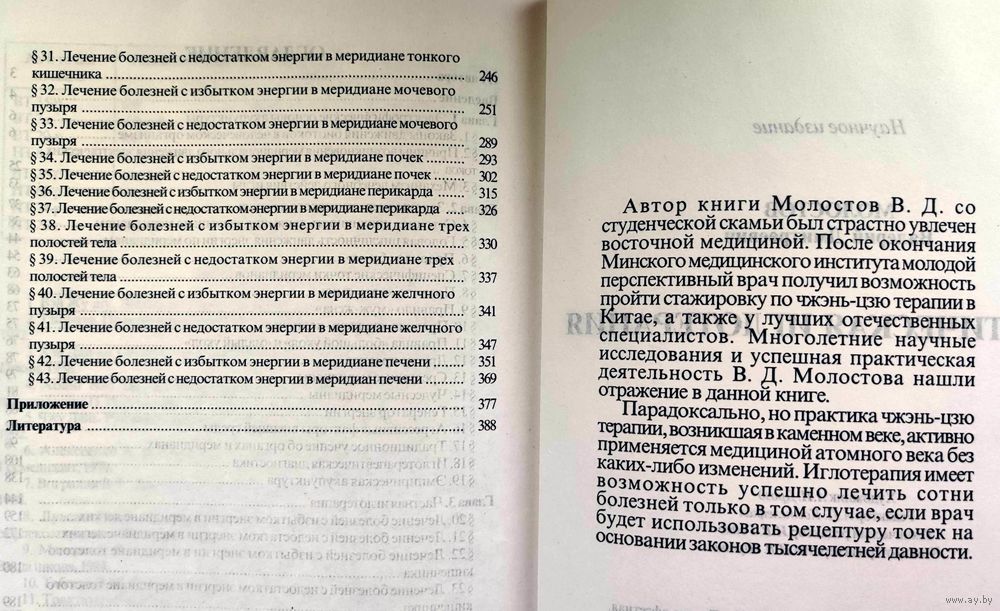 § 31. Лечение болезней с недостатком энергии в меридиане тонкого
кишечника 246
§ 32. Лечение болезней с избытком энергии в меридиане мочевого
пузыря 251
§ 33. Лечение болезней с недостатком энергии в меридиане мочевого
пузыря 289
§ 34. Лечение болезней с избытком энергии в меридиане почек 293
§ 35. Лечение болезней с недостатком энергии в меридиане почек 302
§ 36. Лечение болезней с избытком энергии в меридиане перикарда 315
§ 37. Лечение болезней с недостатком энергии в меридиане перикарда 326
§ 38. Лечение болезней с избытком энергии в меридиане трех
полостей тела 330
§ 39. Лечение болезней с недостатком энергии в меридиане трех
полостей тела 337
§ 40. Лечение болезней с избытком энергии в меридиане желчного
пузыря 341
§ 41. Лечение болезней с недостатком энергии в меридиане желчного
пузыря 347
§ 42. Лечение болезней с избытком энергии в меридиане печени 351
§ 43. Лечение болезней с недостатком энергии в меридиан печени 369
Приложение 377
Литература 388
Научное издание
Автор книги Молостов В. Д. со
студенческой скамьи был страстно увлечен
восточной медициной. После окончания
Минского медицинского института молодой
перспективный врач получил возможность
пройти стажировку по чжэнь-цзю терапии в
Китае, а также у лучших отечественных
специалистов. Многолетние научные
исследования и успешная практическая
деятельность В. Д. Молостова нашли
отражение в данной книге.
Парадоксально, но практика чжэнь-цзю
терапии, возникшая в каменном веке, активно
применяется медициной атомного века без
каких-либо изменений. Иглотерапия имеет
возможность успешно лечить сотни
болезней только в том случае, если врач
будет использовать рецептуру точек на
основании законов тысячелетней давности.
www.ay.by